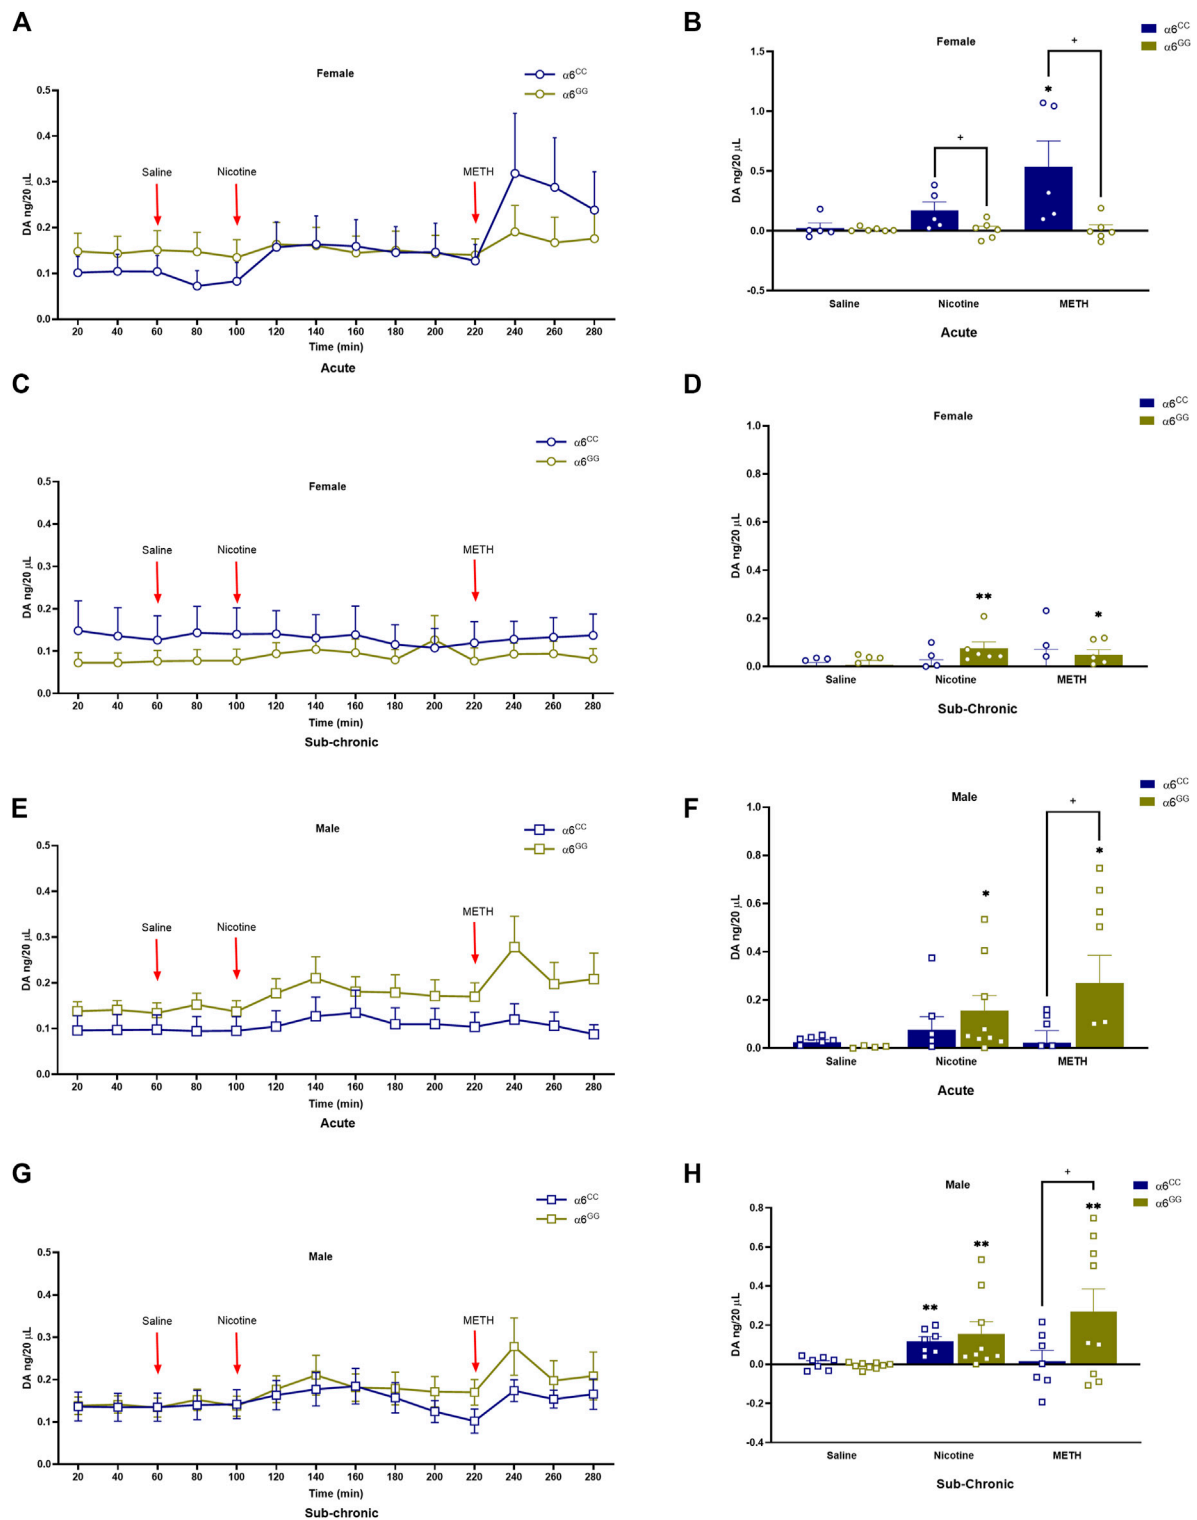 A
Female
α6CC
α6GG
DA ng/20 µL
0.5
0.4
0.3
0.2
0.1
0.0
Saline
Nicotine
METH
20 40 60 80 100 120 140 160 180 200 220 240 260 280
Time (min)
Acute
B
Female
α6CC
α6GG
DA ng/20 µL
1.5
1.0
0.5
0.0
-0.5
+
+
*
Saline Nicotine METH
Acute
C
Female
α6CC
α6GG
DA ng/20 µL
0.5
0.4
0.3
0.2
0.1
0.0
Saline
Nicotine
METH
20 40 60 80 100 120 140 160 180 200 220 240 260 280
Time (min)
Sub-chronic
D
Female
α6CC
α6GG
DA ng/20 µL
1.0
0.8
0.6
0.4
0.2
0.0
**
*
Saline Nicotine METH
Sub-Chronic
E
Male
α6CC
α6GG
DA ng/20 µL
0.5
0.4
0.3
0.2
0.1
0.0
Saline
Nicotine
METH
20 40 60 80 100 120 140 160 180 200 220 240 260 280
Time (min)
Acute
F
Male
α6CC
α6GG
DA ng/20 µL
1.0
0.8
0.6
0.4
0.2
0.0
+
*
*
Saline Nicotine METH
Acute
G
Male
α6CC
α6GG
DA ng/20 µL
0.5
0.4
0.3
0.2
0.1
0.0
Saline
Nicotine
METH
20 40 60 80 100 120 140 160 180 200 220 240 260 280
Time (min)
Sub-chronic
H
Male
α6CC
α6GG
DA ng/20 µL
0.8
0.6
0.4
0.2
0.0
-0.2
-0.4
+
**
**
**
Saline Nicotine METH
Sub-Chronic